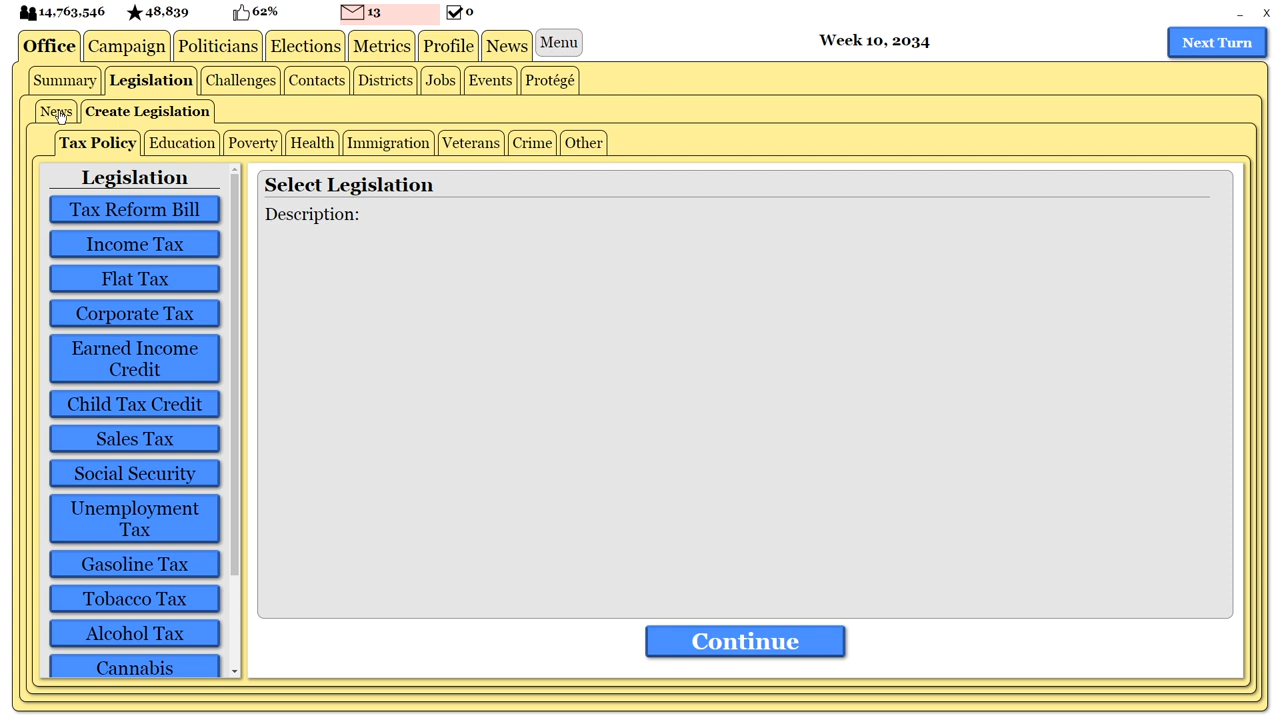 14,763,546 48,839 62% 13 0 _ X
Office Campaign Politicians Elections Metrics Profile News Menu Week 10, 2034 Next Turn
Summary Legislation Challenges Contacts Districts Jobs Events Protégé
News Create Legislation
Tax Policy Education Poverty Health Immigration Veterans Crime Other
Legislation
Tax Reform Bill
Income Tax
Flat Tax
Corporate Tax
Earned Income
Credit
Child Tax Credit
Sales Tax
Social Security
Unemployment
Tax
Gasoline Tax
Tobacco Tax
Alcohol Tax
Cannabis
Select Legislation
Description:
Continue